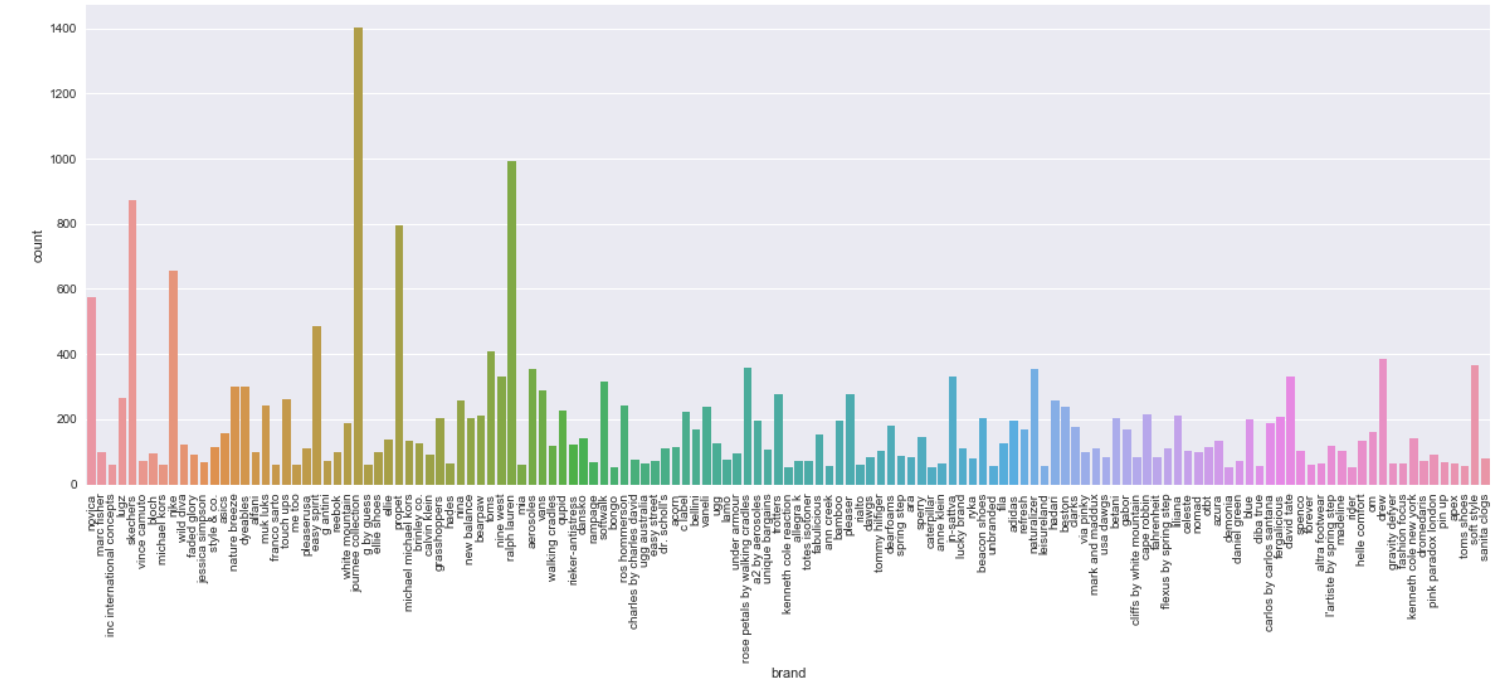 1400
1200
1000
800
600
400
200
0
count
novica
marc fisher
inc international concepts
lugz
skechers
vince camuto
bloch
michael kors
nike
wild diva
faded glory
jessica simpson
style & co.
asics
nature breeze
dyeables
alfani
muk luks
franco sarto
touch ups
me too
pleaserusa
easy spirit
g antini
reebok
white mountain
journee collection
g by guess
ellie shoes
ellie
propet
michael michael kors
brinley co.
calvin klein
grasshoppers
hades
nina
new balance
bearpaw
toms
nine west
ralph lauren
mia
aerosoles
vans
walking cradles
qupid
rieker-antistress
dansko
rampage
softwalk
bongo
ros hommerson
charles by charles david
ugg australia
easy street
dr. scholl's
acorn
c label
bellini
vaneli
ugg
lamo
under armour
rose petals by walking cradles
a2 by aerosoles
unique bargains
trotters
kenneth cole reaction
allegra k
totes isotoner
fabulicious
ann creek
bamboo
pleaser
rialto
dawgs
tommy hilfiger
dearfoams
spring step
ara
sperry
caterpillar
anne klein
in-sattva
lucky brand
ryka
beacon shoes
unbranded
fila
adidas
refresh
naturalizer
leisureland
hadari
beston
clarks
via pinky
mark and maddux
usa dawgs
betani
gabor
cliffs by white mountain
cape robbin
fahrenheit
flexus by spring step
liliana
celeste
nomad
otbt
azura
demonia
daniel green
blue
diba true
carlos by carlos santana
fergalicious
david tate
spenco
forever
altra footwear
l'artiste by spring step
madeline
rider
helle comfort
omi
drew
gravity defyer
fashion focus
kenneth cole new york
dromedaris
pink paradox london
pin up
apex
toms shoes
soft style
sanita clogs
brand